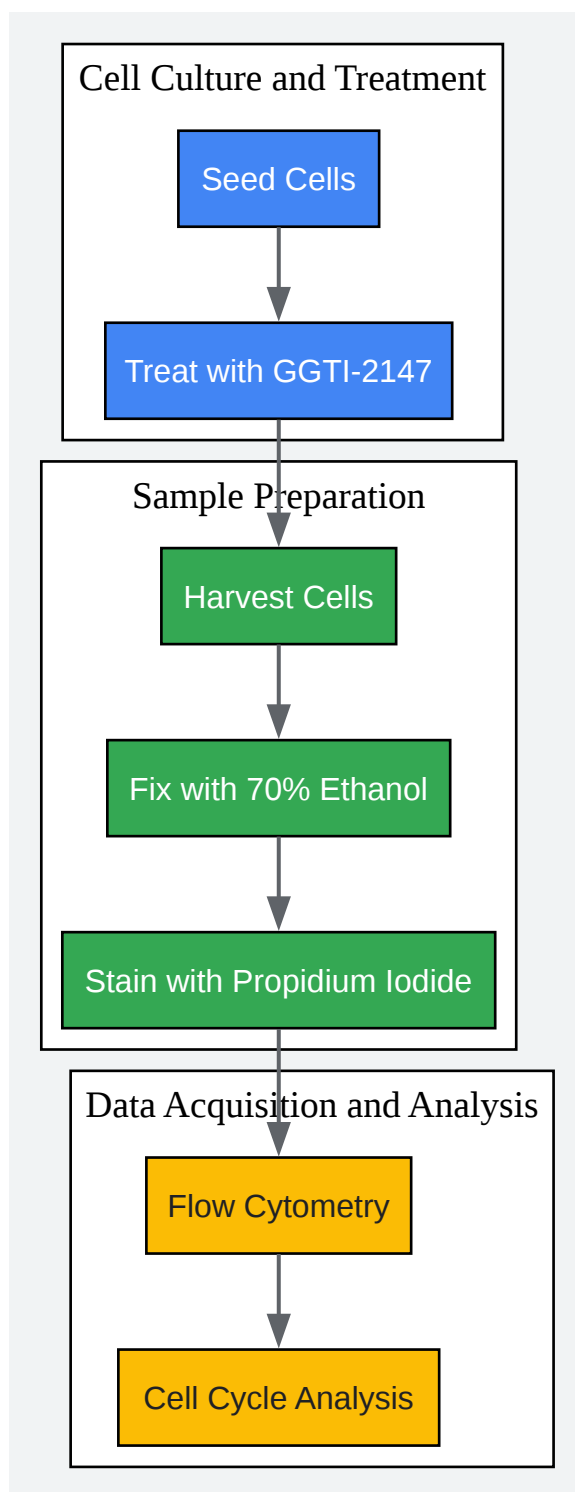 Cell Culture and Treatment
Seed Cells
Treat with GGTI-2147
Sample Preparation
Harvest Cells
Fix with 70% Ethanol
Stain with Propidium Iodide
Data Acquisition and Analysis
Flow Cytometry
Cell Cycle Analysis